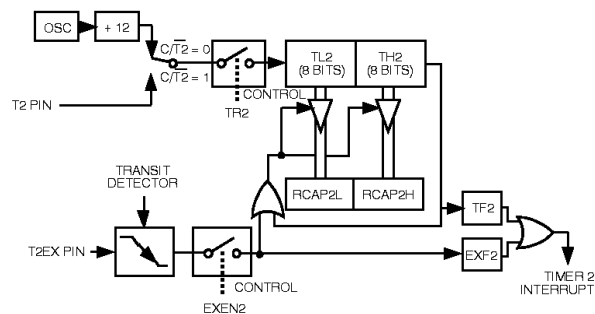 OSC
+ 12
C/T2 = 0
C/T2 = 1
T2 PIN
TL2
(8 BITS)
TH2
(8 BITS)
CONTROL
TR2
TRANSIT
DETECTOR
RCAP2L
RCAP2H
TF2
T2EX PIN
EXF2
CONTROL
EXEN2
TIMER 2
INTERRUPT